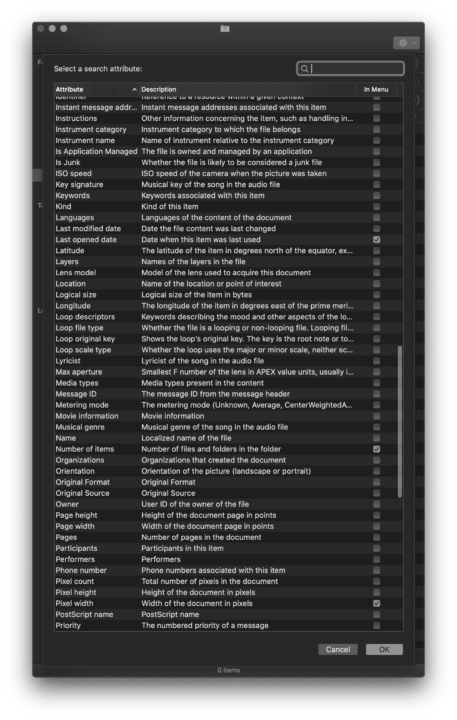 Select a search attribute:
Attribute Description In Menu
Identifier Reference to a resource within a given context
Instant message addr... Instant message addresses associated with this item
Instructions Other information concerning the item, such as handling in...
Instrument category Instrument category to which the file belongs
Instrument name Name of instrument relative to the instrument category
Is Application Managed The file is owned and managed by an application
Is Junk Whether the file is likely to be considered a junk file
ISO speed ISO speed of the camera when the picture was taken
Key signature Musical key of the song in the audio file
Keywords Keywords associated with this item
Kind Kind of this item
Languages Languages of the content of the document
Last modified date Date the file content was last changed
Last opened date Date when this item was last used
Latitude The latitude of the item in degrees north of the equator, ex...
Layers Names of the layers in the file
Lens model Model of the lens used to acquire this document
Location Name of the location or point of interest
Logical size Logical size of the item in bytes
Longitude The longitude of the item in degrees east of the prime meri...
Loop descriptors Keywords describing the mood and other aspects of the lo...
Loop file type Whether the file is a looping or non-looping file. Looping fil...
Loop original key Shows the loop's original key. The key is the root note or to...
Loop scale type Whether the loop uses the major or minor scale, neither sc...
Lyricist Lyricist of the song in the audio file
Max aperture Smallest F number of the lens in APEX value units, usually i...
Media types Media types present in the content
Message ID The message ID from the message header
Metering mode The metering mode (Unknown, Average, CenterWeightedA...
Movie information Movie information
Musical genre Musical genre of the song in the audio file
Name Localized name of the file
Number of items Number of files and folders in the folder
Organizations Organizations that created the document
Orientation Orientation of the picture (landscape or portrait)
Original Format Original Format
Original Source Original Source
Owner User ID of the owner of the file
Page height Height of the document page in points
Page width Width of the document page in points
Pages Number of pages in the document
Participants Participants in this item
Performers Performers
Phone number Phone numbers associated with this item
Pixel count Total number of pixels in the document
Pixel height Height of the document in pixels
Pixel width Width of the document in pixels
PostScript name PostScript name
Priority The numbered priority of a message
Cancel OK
0 items